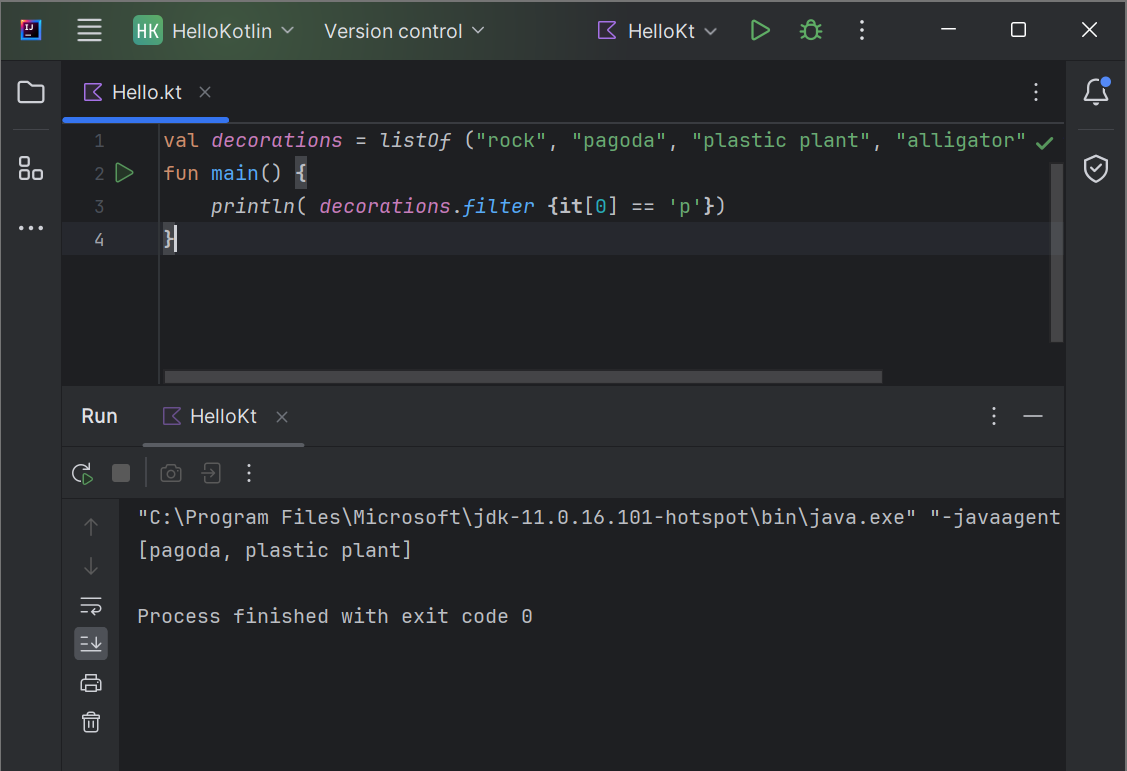 HK HelloKotlin Version control HelloKt
Hello.kt
1 val decorations = listOf ("rock", "pagoda", "plastic plant", "alligator"
2 fun main() {
3 println( decorations.filter {it[0] == 'p'})
4 }
Run HelloKt
"C:\Program Files\Microsoft\jdk-11.0.16.101-hotspot\bin\java.exe" "-javaagent
[pagoda, plastic plant]
Process finished with exit code 0